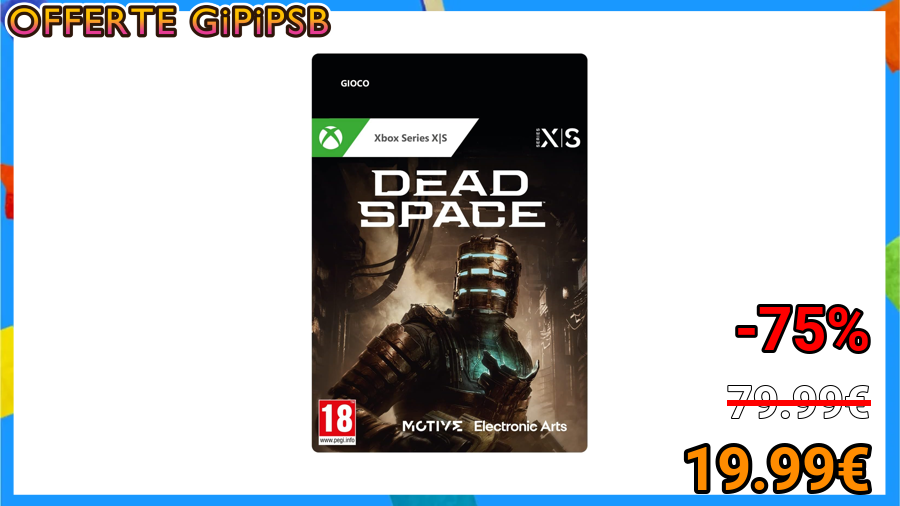 OFFERTE GiPiPSB
GIOCO
Xbox Series X|S
SERIES X|S
DEAD
SPACE
18
www.pegi.info
MOTIVE
Electronic Arts
-75%
79.99€
19.99€